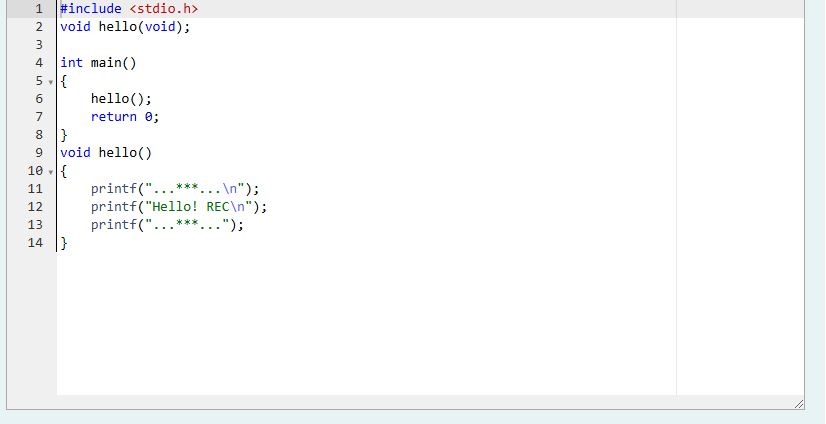 1 #include <stdio.h>
2 void hello(void);
3
4 int main()
5 {
6     hello();
7     return 0;
8 }
9 void hello()
10 {
11     printf("...***...\n");
12     printf("Hello! REC\n");
13     printf("...***...");
14 }